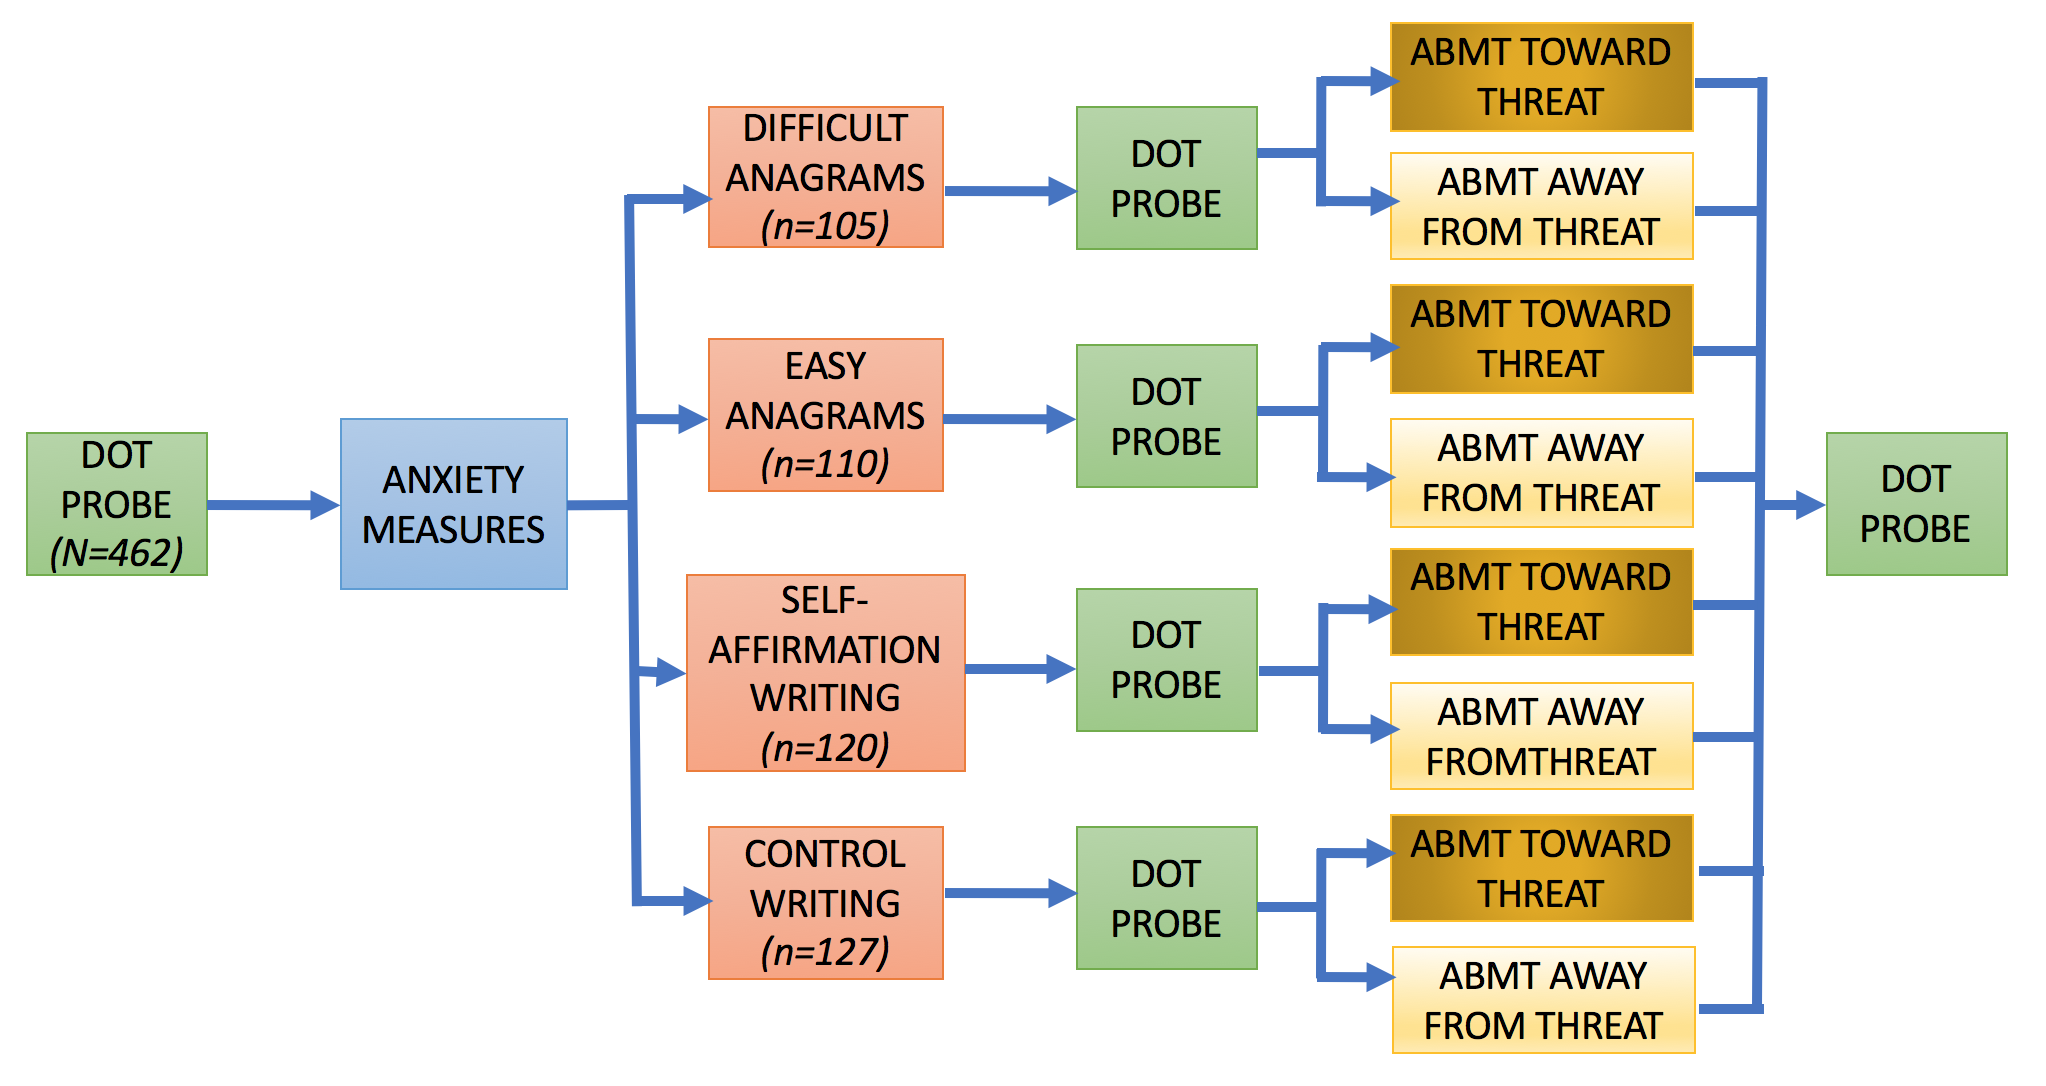 DOT
PROBE
(N=462)
ANXIETY
MEASURES
DIFFICULT
ANAGRAMS
(n=105)
EASY
ANAGRAMS
(n=110)
SELF-
AFFIRMATION
WRITING
(n=120)
CONTROL
WRITING
(n=127)
DOT
PROBE
DOT
PROBE
DOT
PROBE
DOT
PROBE
ABMT TOWARD
THREAT
ABMT AWAY
FROM THREAT
ABMT TOWARD
THREAT
ABMT AWAY
FROM THREAT
ABMT TOWARD
THREAT
ABMT AWAY
FROMTHREAT
ABMT TOWARD
THREAT
ABMT AWAY
FROM THREAT
DOT
PROBE